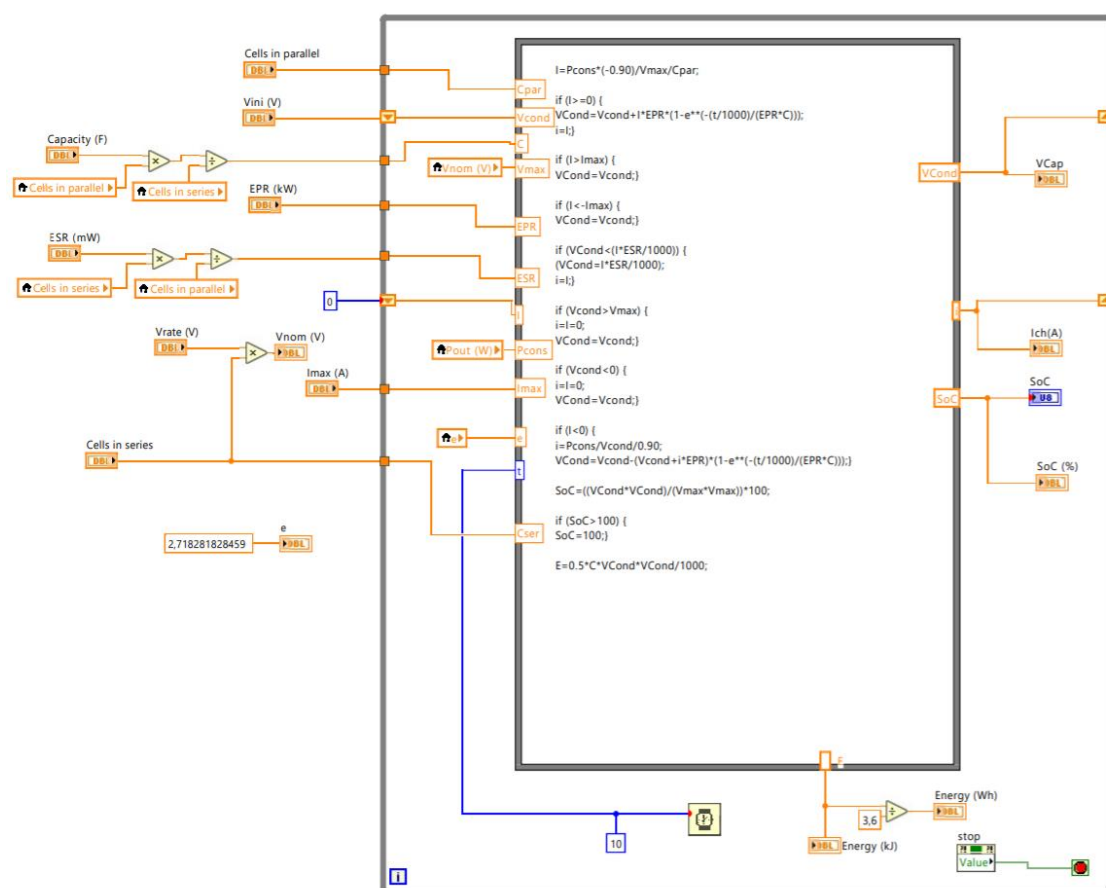 Cells in parallel
DBL
Vini (V)
DBL
Capacity (F)
DBL
Cells in parallel
Cells in series
EPR (kW)
DBL
ESR (mW)
DBL
Cells in series
Cells in parallel
0
Vrate (V)
DBL
Vnom (V)
DBL
Imax (A)
DBL
Cells in series
DBL
e
2,718281828459
DBL
Cpar
Vcond
C
Vnom (V)
Vmax
EPR
ESR
I
Pout (W)
Pcons
Imax
e
e
t
Cser
I=Pcons*(-0.90)/Vmax/Cpar;
if (I>=0) {
VCond=Vcond+I*EPR*(1-e**(-(t/1000)/(EPR*C)));
i=I;}
if (I>Imax) {
VCond=Vcond;}
if (I<-Imax) {
VCond=Vcond;}
if (VCond<(I*ESR/1000)) {
(VCond=I*ESR/1000);
i=I;}
if (Vcond>Vmax) {
i=I=0;
VCond=Vcond;}
if (Vcond<0) {
i=I=0;
VCond=Vcond;}
if (I<0) {
i=Pcons/Vcond/0.90;
VCond=Vcond-(Vcond+i*EPR)*(1-e**(-(t/1000)/(EPR*C)));}
SoC=((VCond*VCond)/(Vmax*Vmax))*100;
if (SoC>100) {
SoC=100;}
E=0.5*C*VCond*VCond/1000;
VCond
VCap
DBL
Ich(A)
DBL
SoC
SoC
U8
SoC (%)
DBL
10
E
Energy (Wh)
3,6
DBL
DBL
Energy (kJ)
stop
Value
i